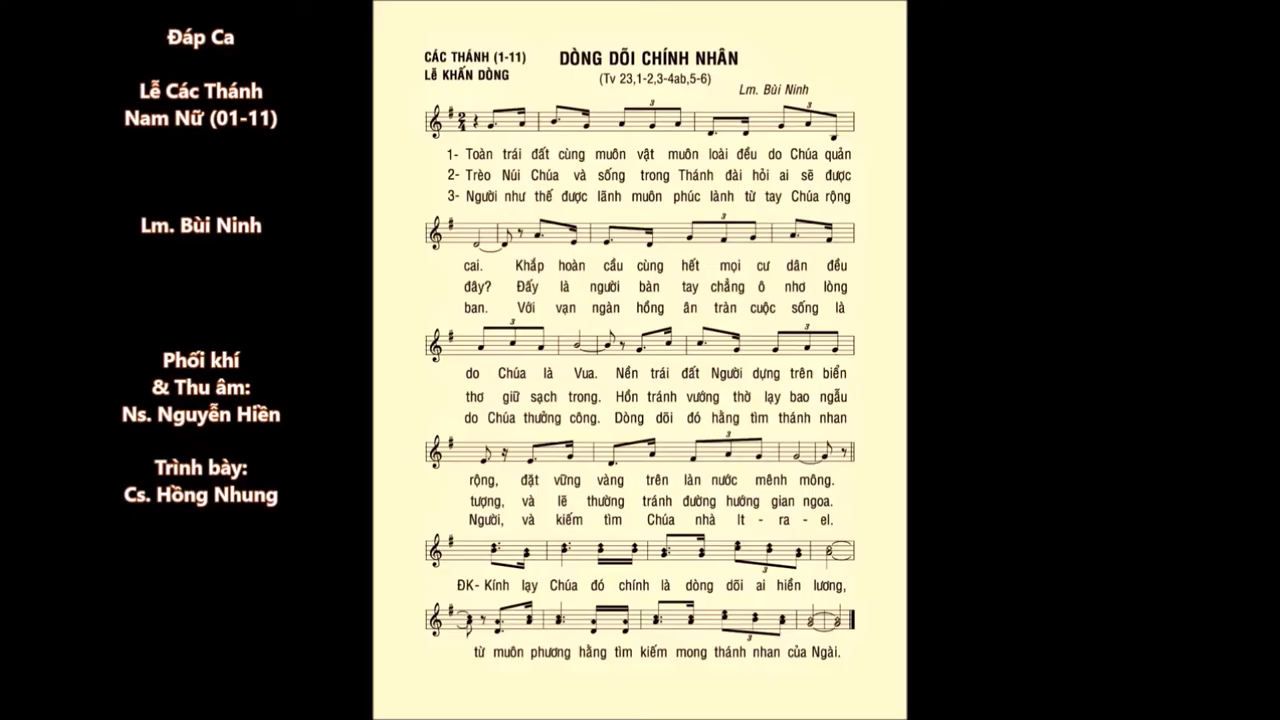 Đáp Ca
Lễ Các Thánh
Nam Nữ (01-11)
Lm. Bùi Ninh
Phối khí
& Thu âm:
Ns. Nguyễn Hiền
Trình bày:
Cs. Hồng Nhung
CÁC THÁNH (1-11)
LỄ KHẤN DÒNG
DÒNG DÕI CHÍNH NHÂN
(Tv 23,1-2,3-4ab,5-6)
Lm. Bùi Ninh
1- Toàn trái đất cùng muôn vật muôn loài đều do Chúa quản
2- Trèo Núi Chúa và sống trong Thánh đài hỏi ai sẽ được
3- Người như thế được lãnh muôn phúc lành từ tay Chúa rộng
cai. Khắp hoàn cầu cùng hết mọi cư dân đều
đây? Đấy là người bàn tay chẳng ô nhơ lòng
ban. Với vạn ngàn hồng ân tràn cuộc sống là
do Chúa là Vua. Nền trái đất Người dựng trên biển
thơ giữ sạch trong. Hồn tránh vướng thờ lạy bao ngẫu
do Chúa thưởng công. Dòng dõi đó hằng tìm thánh nhan
rộng, đặt vững vàng trên làn nước mênh mông.
tượng, và lẽ thường tránh đường hướng gian ngoa.
Người, và kiếm tìm Chúa nhà It - ra - el.
ĐK- Kính lạy Chúa đó chính là dòng dõi ai hiền lương,
từ muôn phương hằng tìm kiếm mong thánh nhan của Ngài.